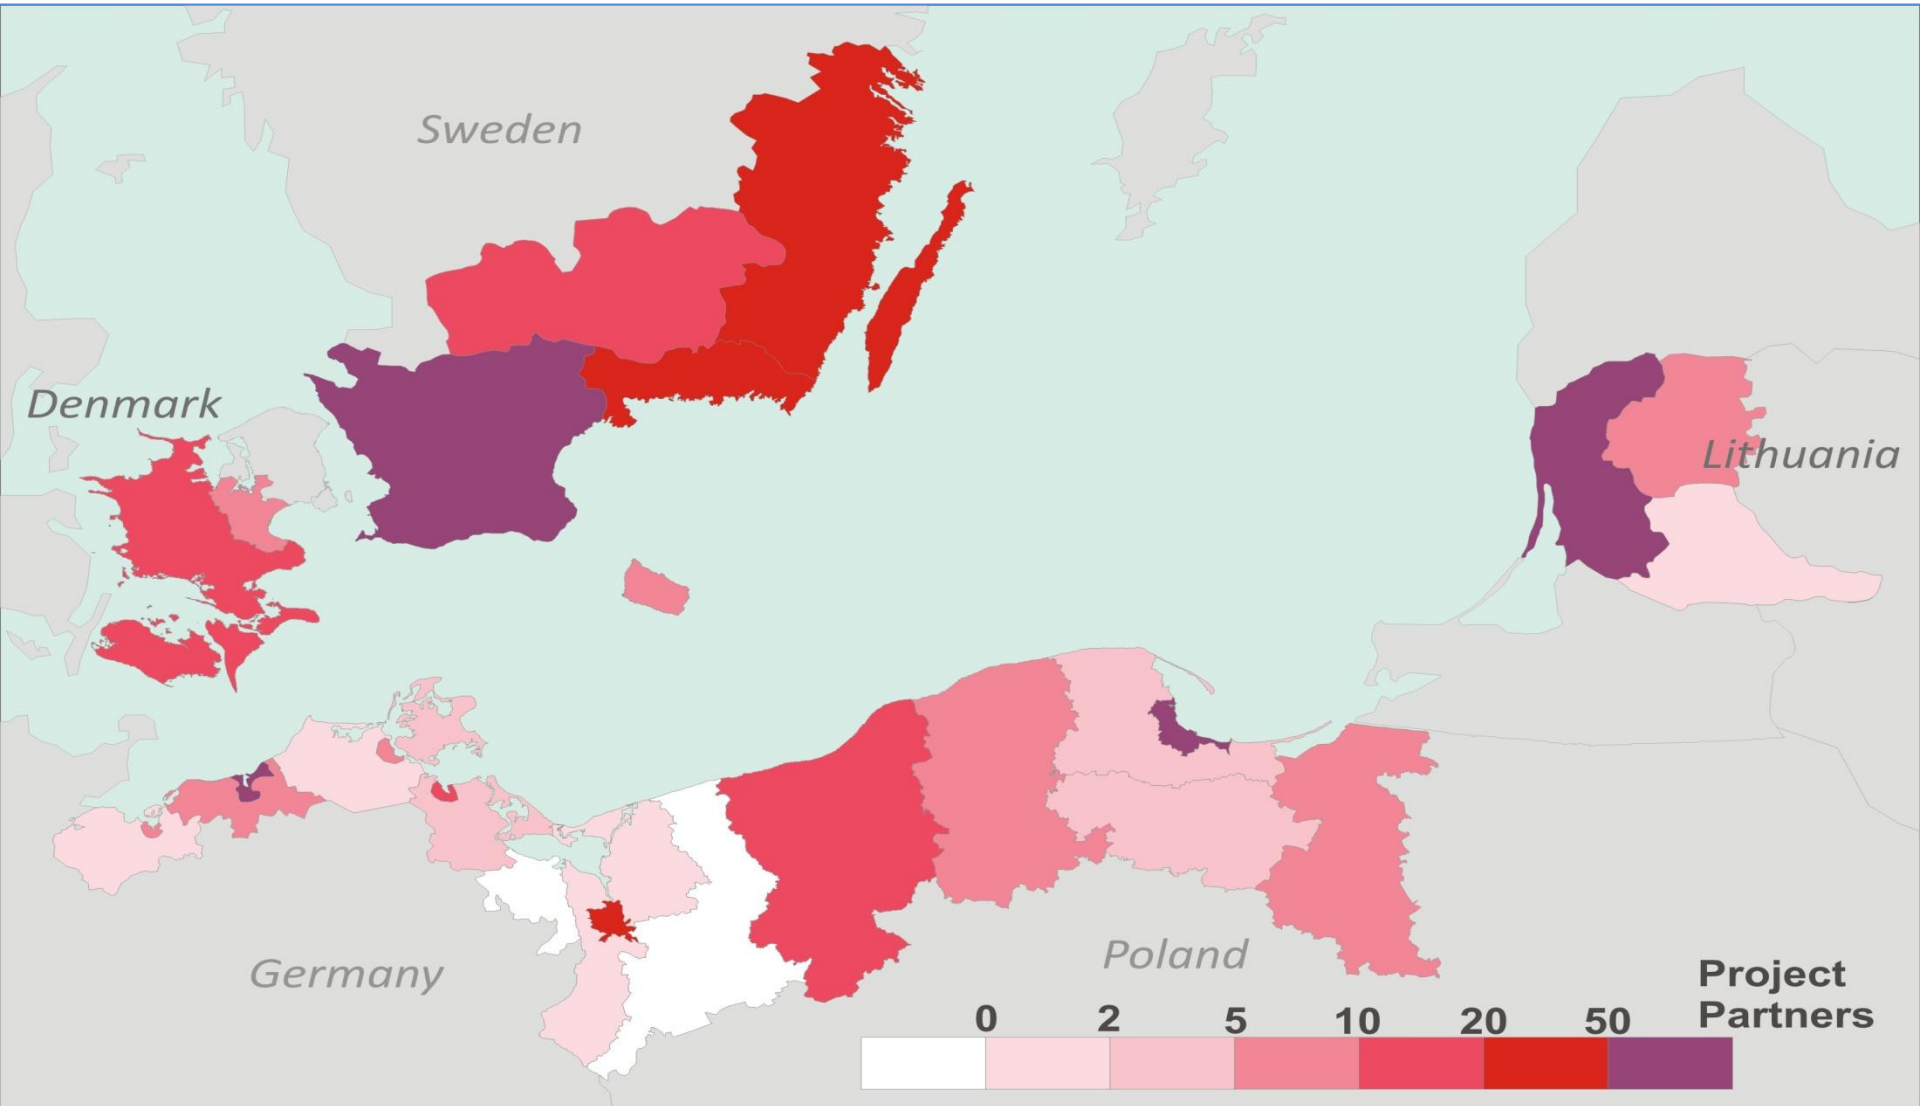 Sweden
Denmark
Lithuania
Germany
Poland
Project
Partners
0 2 5 10 20 50